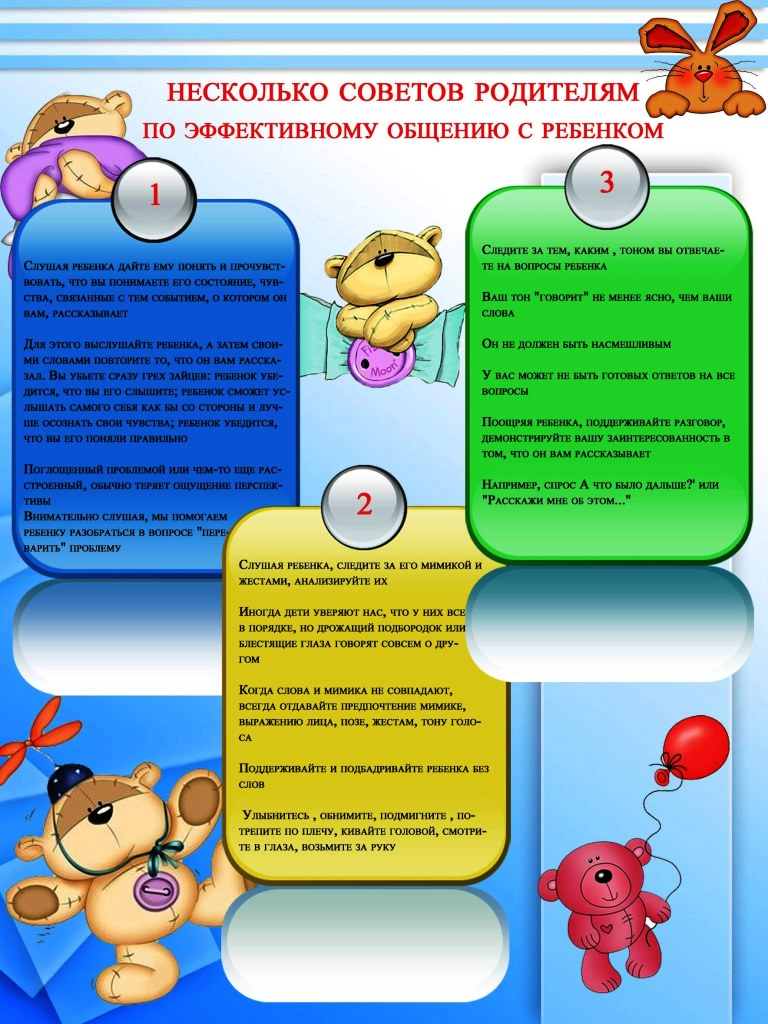 НЕСКОЛЬКО СОВЕТОВ РОДИТЕЛЯМ
ПО ЭФФЕКТИВНОМУ ОБЩЕНИЮ С РЕБЕНКОМ
1
Слушая ребенка дайте ему понять и прочувст-
вовать, что вы понимаете его состояние, чув-
ства, связанные с тем событием, о котором он
вам, рассказывает
Для этого выслушайте ребенка, а затем свои-
ми словами повторите то, что он вам расска-
зал. Вы убьете сразу трех зайцев: ребенок убе-
дится, что вы его слышите; ребенок сможет ус-
лышать самого себя как бы со стороны и луч-
ше осознать свои чувства; ребенок убедится,
что вы его поняли правильно
Поглощенный проблемой или чем-то еще рас-
строенный, обычно теряет ощущение перспек-
тивы
Внимательно слушая, мы помогаем
ребенку разобраться в вопросе "пере-
варить" проблему
2
Слушая ребенка, следите за его мимикой и
жестами, анализируйте их
Иногда дети уверяют нас, что у них все
в порядке, но дрожащий подбородок или
блестящие глаза говорят совсем о дру-
гом
Когда слова и мимика не совпадают,
всегда отдавайте предпочтение мимике,
выражению лица, позе, жестам, тону голо-
са
Поддерживайте и подбадривайте ребенка без
слов
Улыбнитесь , обнимите, подмигните , по-
трепите по плечу, кивайте головой, смотри-
те в глаза, возьмите за руку
3
Следите за тем, каким , тоном вы отвечае-
те на вопросы ребенка
Ваш тон "говорит" не менее ясно, чем ваши
слова
Он не должен быть насмешливым
У вас может не быть готовых ответов на все
вопросы
Поощряя ребенка, поддерживайте разговор,
демонстрируйте вашу заинтересованность в
том, что он вам рассказывает
Например, спрос А что было дальше?' или
"Расскажи мне об этом..."
Moon